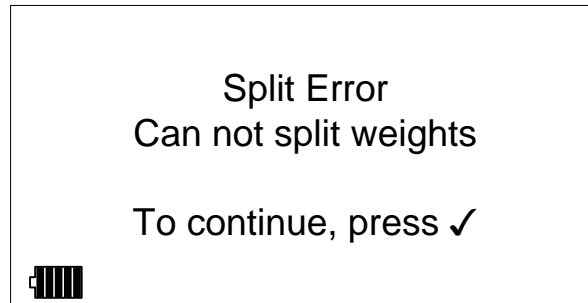 Split Error
Can not split weights
To continue, press ✓